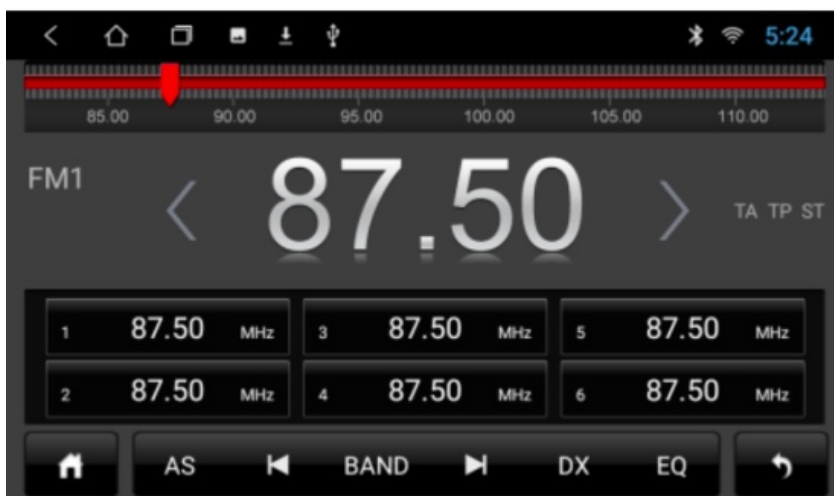 5:24
85.00 90.00 95.00 100.00 105.00 110.00
FM1 87.50 TA TP ST
1 87.50 MHz 3 87.50 MHz 5 87.50 MHz
2 87.50 MHz 4 87.50 MHz 6 87.50 MHz
AS BAND DX EQ